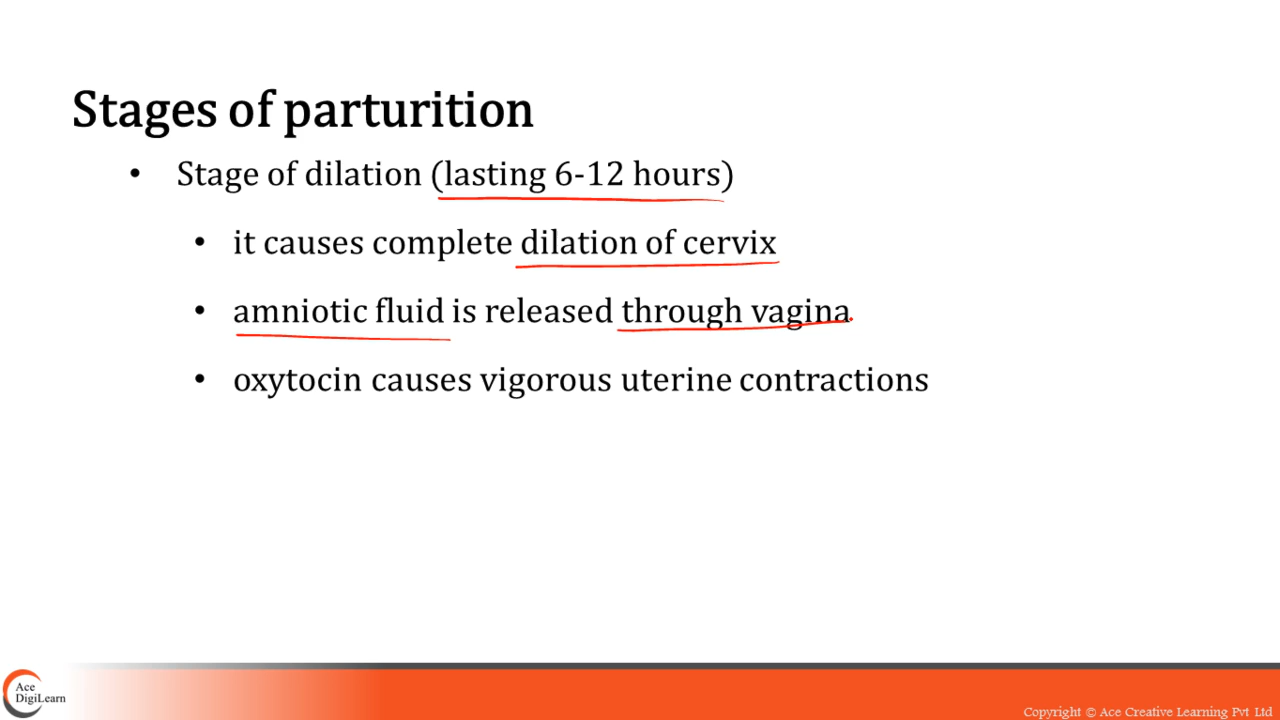 Stages of parturition
• Stage of dilation (lasting 6-12 hours)
• it causes complete dilation of cervix
• amniotic fluid is released through vagina
• oxytocin causes vigorous uterine contractions
Ace
DigiLearn
Copyright © Ace Creative Learning Pvt Ltd